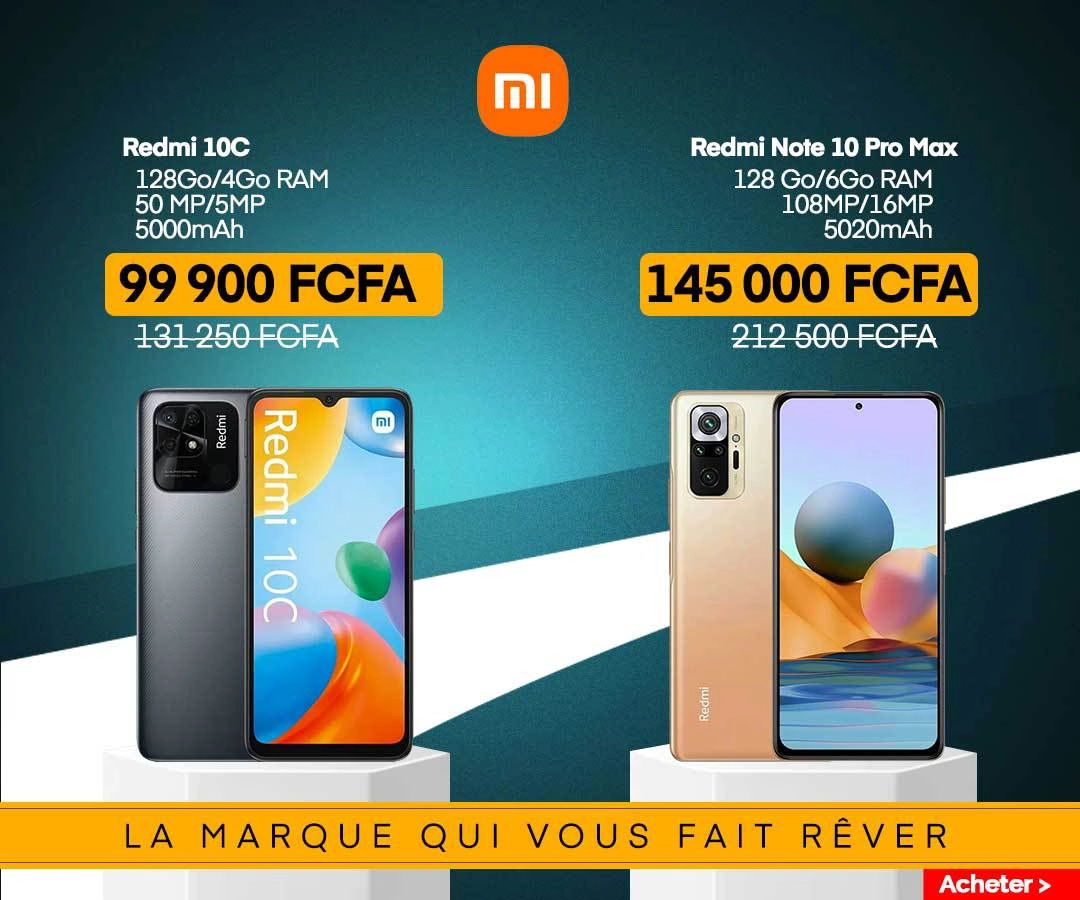 mi
Redmi 10C
128Go/4Go RAM
50 MP/5MP
5000mAh
99 900 FCFA
131 250 FCFA
Redmi Note 10 Pro Max
128 Go/6Go RAM
108MP/16MP
5020mAh
145 000 FCFA
212 500 FCFA
Redmi
Redmi 10C
mi
Redmi
LA MARQUE QUI VOUS FAIT RÊVER
Acheter >